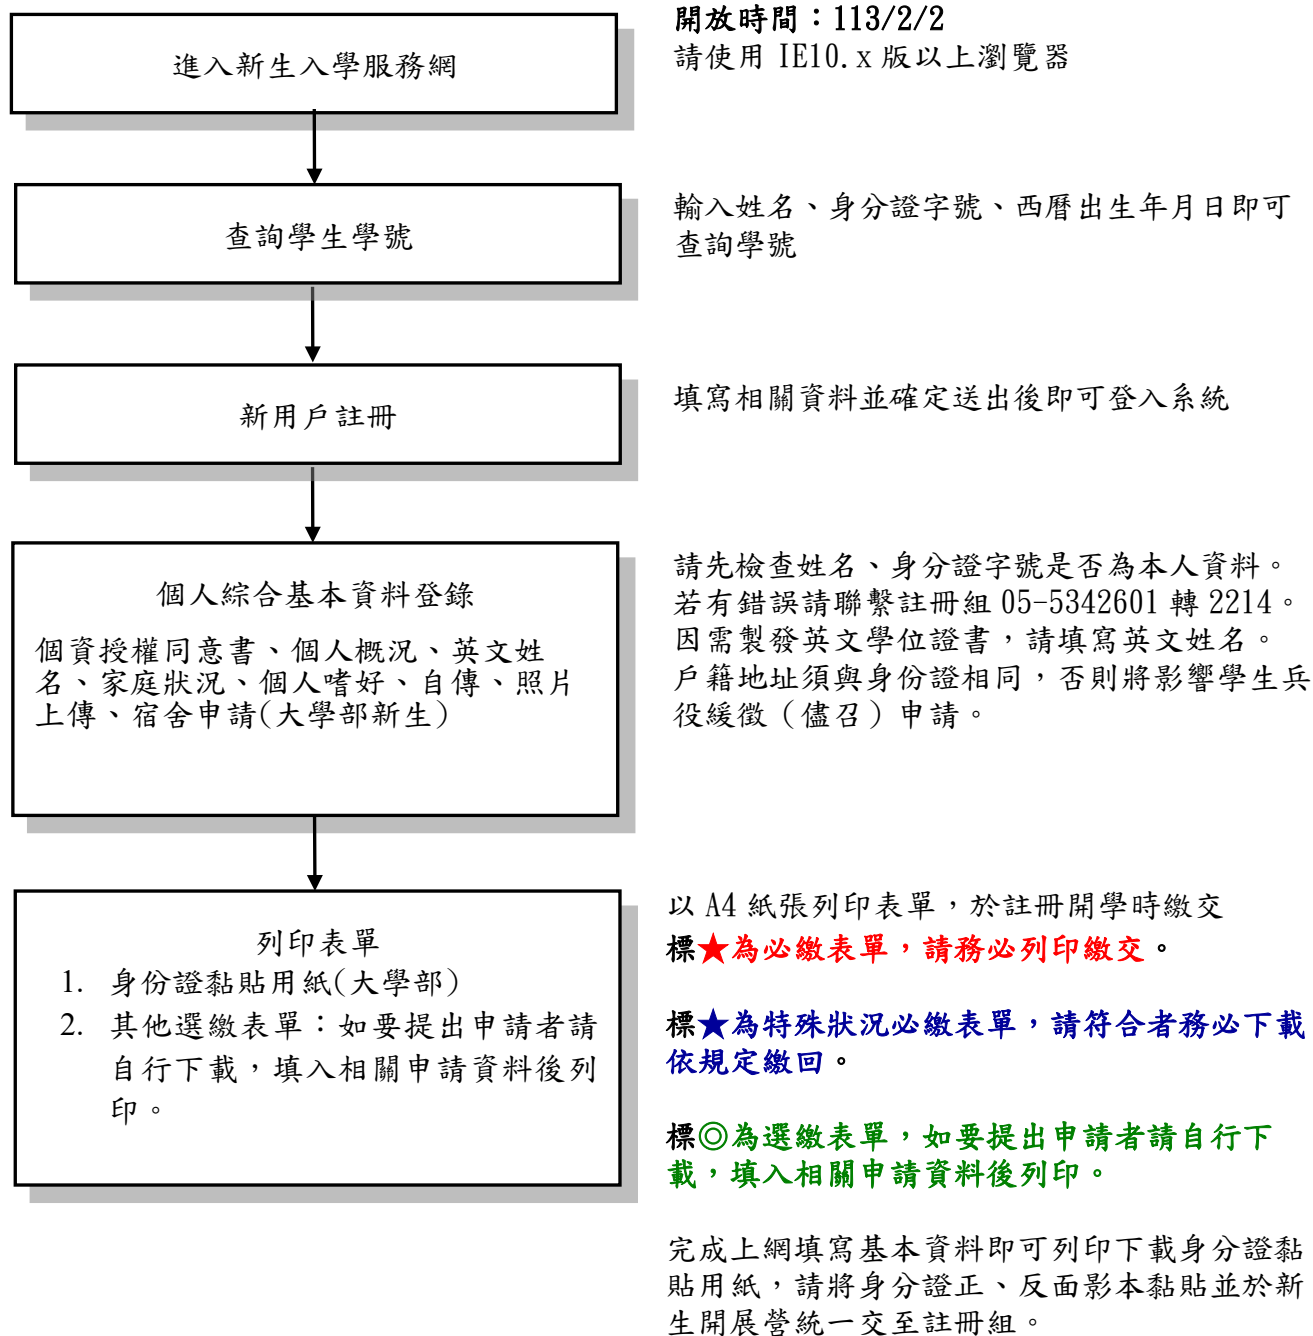 進入新生入學服務網
開放時間：113/2/2
請使用 IE10.x 版以上瀏覽器
查詢學生學號
輸入姓名、身分證字號、西曆出生年月日即可
查詢學號
新用戶註冊
填寫相關資料並確定送出後即可登入系統
個人綜合基本資料登錄
個資授權同意書、個人概況、英文姓
名、家庭狀況、個人嗜好、自傳、照片
上傳、宿舍申請(大學部新生)
請先檢查姓名、身分證字號是否為本人資料。
若有錯誤請聯繫註冊組 05-5342601 轉 2214。
因需製發英文學位證書，請填寫英文姓名。
戶籍地址須與身份證相同，否則將影響學生兵
役緩徵（儘召）申請。
列印表單
1. 身份證黏貼用紙(大學部)
2. 其他選繳表單：如要提出申請者請
自行下載，填入相關申請資料後列
印。
以 A4 紙張列印表單，於註冊開學時繳交
標★為必繳表單，請務必列印繳交。
標★為特殊狀況必繳表單，請符合者務必下載
依規定繳回。
標◎為選繳表單，如要提出申請者請自行下
載，填入相關申請資料後列印。
完成上網填寫基本資料即可列印下載身分證黏
貼用紙，請將身分證正、反面影本黏貼並於新
生開展營統一交至註冊組。